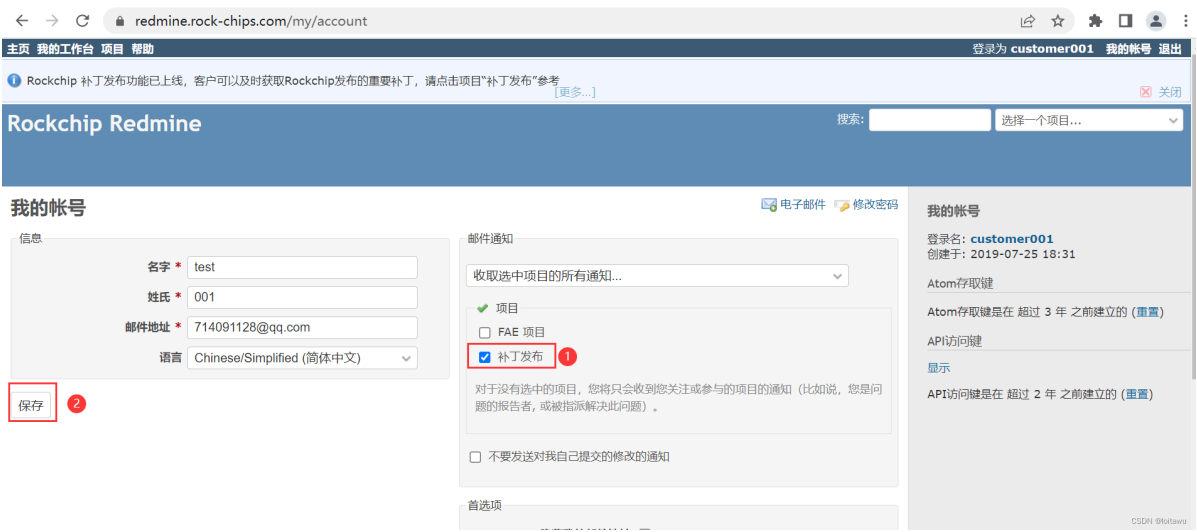 redmine.rock-chips.com/my/account
主页 我的工作台 项目 帮助
登录为 customer001 我的帐号 退出
Rockchip 补丁发布功能已上线，客户可以及时获取Rockchip发布的重要补丁，请点击项目“补丁发布”参考
[更多...]
关闭
Rockchip Redmine
搜索:
选择一个项目...
我的帐号
电子邮件 修改密码
信息
名字 * test
姓氏 * 001
邮件地址 * 714091128@qq.com
语言 Chinese/Simplified (简体中文)
保存 2
邮件通知
收取选中项目的所有通知...
项目
FAE 项目
补丁发布 1
对于没有选中的项目，您将只会收到您关注或参与的项目的通知（比如说，您是问
题的报告者, 或被指派解决此问题）。
不要发送对我自己提交的修改的通知
首选项
我的帐号
登录名: customer001
创建于: 2019-07-25 18:31
Atom存取键
Atom存取键是在 超过 3 年 之前建立的 (重置)
API访问键
显示
API访问键是在 超过 2 年 之前建立的 (重置)